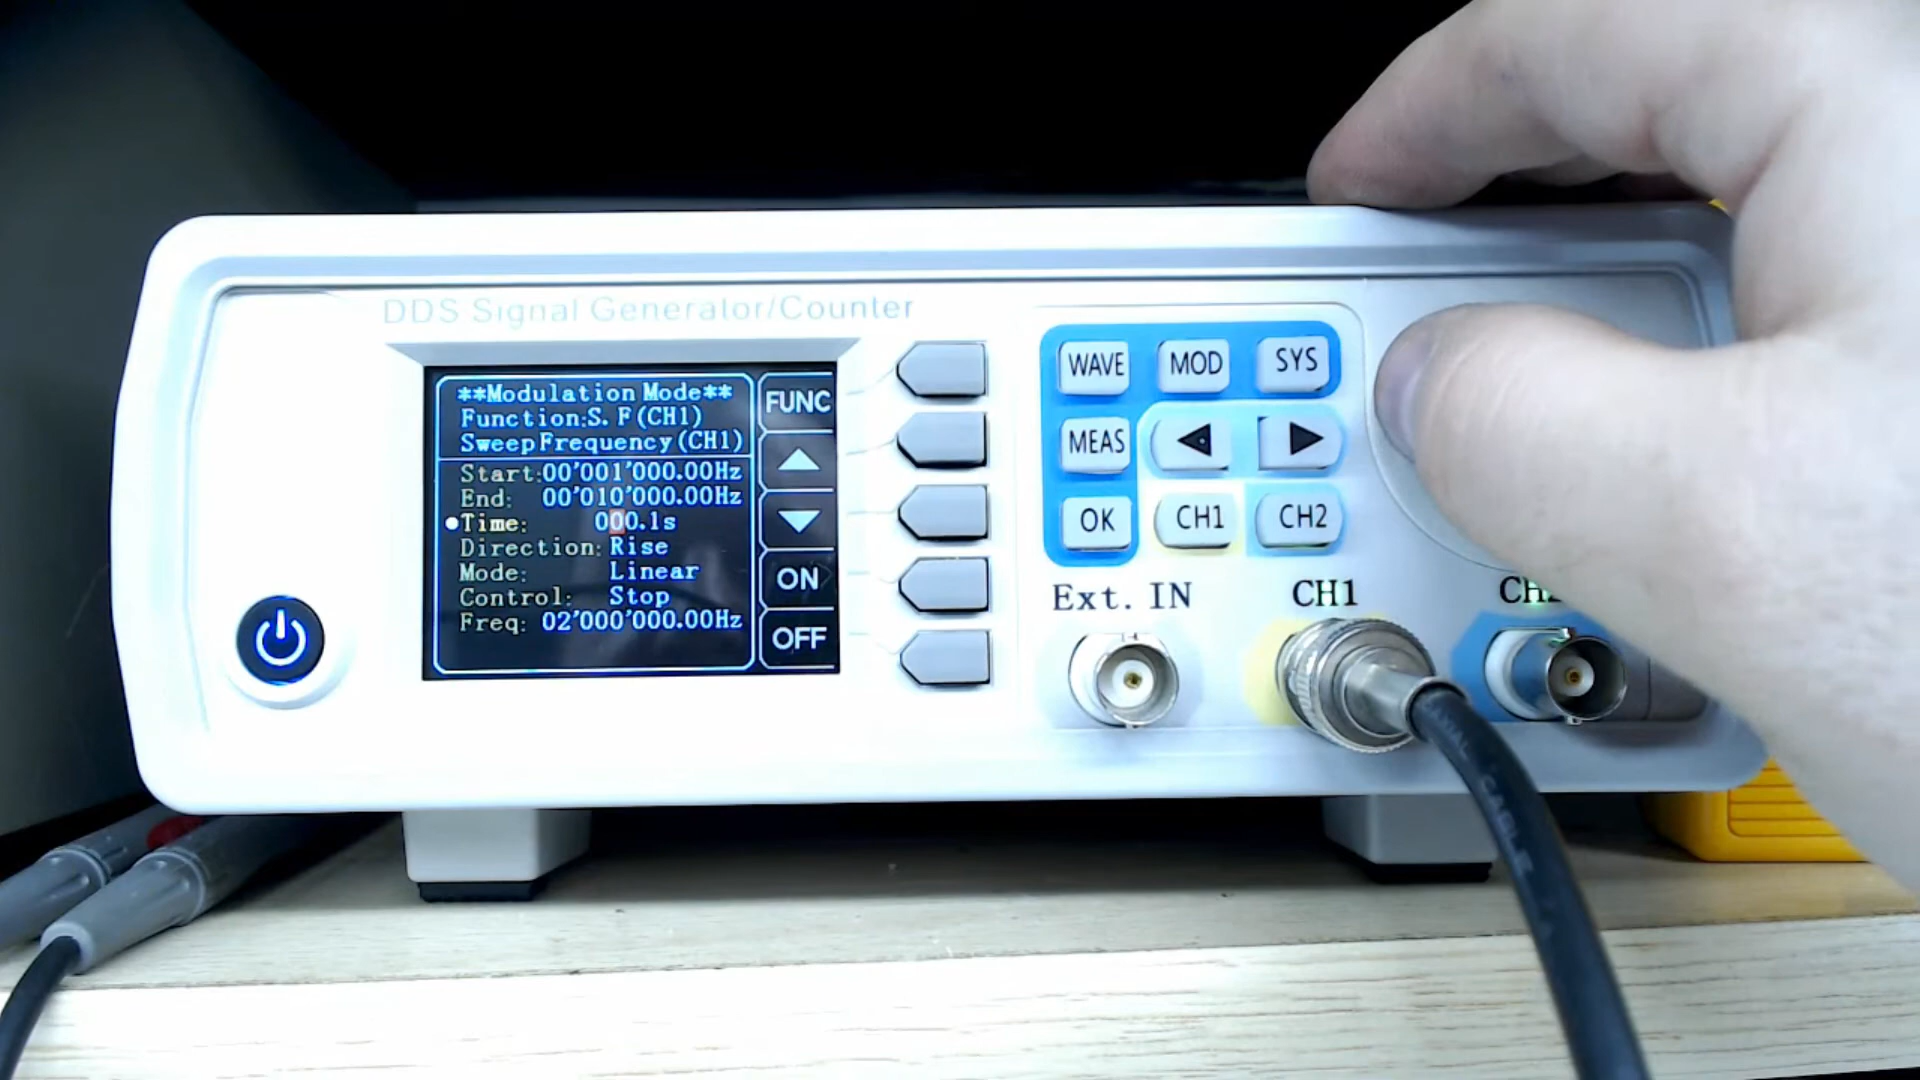 DDS Signal Generator/Counter
**Modulation Mode**
Function:S. F (CH1)
Sweep Frequency (CH1)
Start:00'001'000.00Hz
End: 00'010'000.00Hz
Time: 000.1s
Direction: Rise
Mode: Linear
Control: Stop
Freq: 02'000'000.00Hz
FUNC
ON
OFF
WAVE MOD SYS
MEAS
OK CH1 CH2
Ext. IN CH1
CABLE